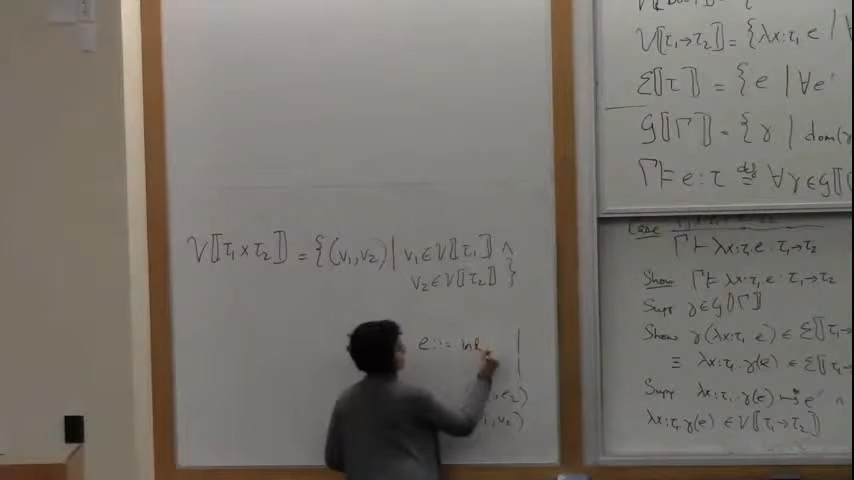 V⟦τ₁ × τ₂⟧ = {(v₁,v₂) | v₁ ∈ V⟦τ₁⟧ ∧
v₂ ∈ V⟦τ₂⟧ }
e ::= |
|
, e₂)
, v₂)
V⟦τ₁→τ₂⟧ = {λx:τ₁ e | ∀
Ɛ⟦τ⟧ = {e | ∀e'
G⟦Γ⟧ = {γ | dom(γ
Γ ⊨ e : τ ≝ ∀γ ∈ G⟦
Case
Γ ⊢ λx:τ₁ e : τ₁→τ₂
Show Γ ⊨ λx:τ₁ e : τ₁→τ₂
Supp γ ∈ G⟦Γ⟧
Show γ(λx:τ₁ e) ∈ Ɛ⟦τ₁→
≡ λx:τ₁.γ(e) ∈ Ɛ⟦τ₁→
Supp λx:τ₁.γ(e) ↦* e' ∧
λx:τ₁.γ(e) ∈ V⟦τ₁→τ₂⟧